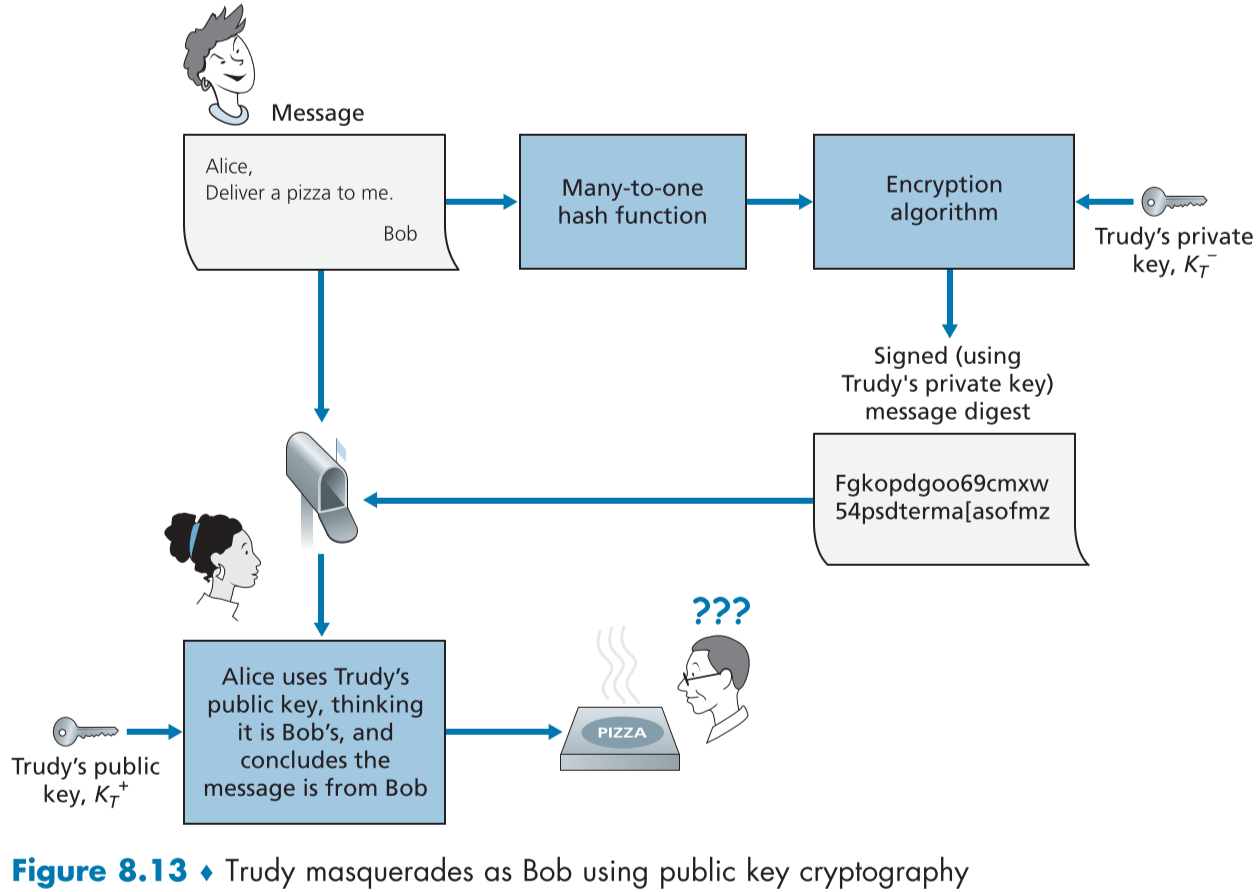 Message
Alice,
Deliver a pizza to me.
Bob
Many-to-one
hash function
Encryption
algorithm
Trudy’s private
key, K_T^–
Signed (using
Trudy's private key)
message digest
Fgkopdgoo69cmxw
54psdterma[asofmz
Alice uses Trudy’s
public key, thinking
it is Bob’s, and
concludes the
message is from Bob
Trudy’s public
key, K_T^+
PIZZA
???
Figure 8.13 ♦ Trudy masquerades as Bob using public key cryptography